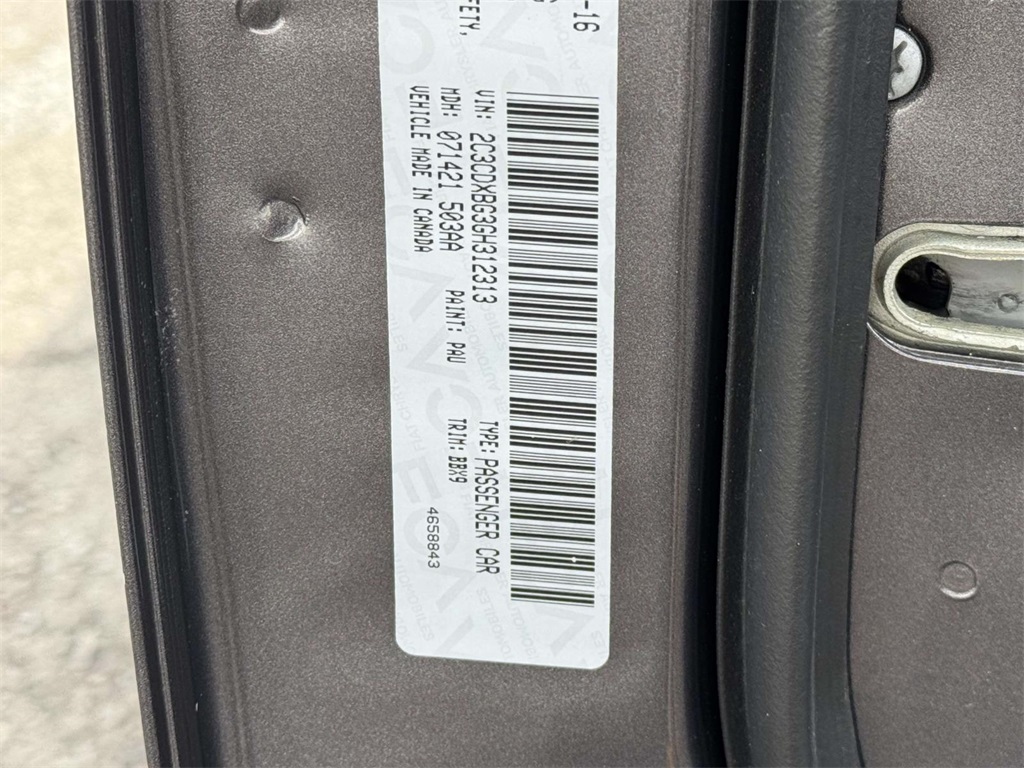 -16
FETY,
VIN: 2C3CDXBG3GH312313
TYPE: PASSENGER CAR
MDH: 071421 503AA
PAINT: PAU
TRIM: BBX9
VEHICLE MADE IN CANADA
4658843